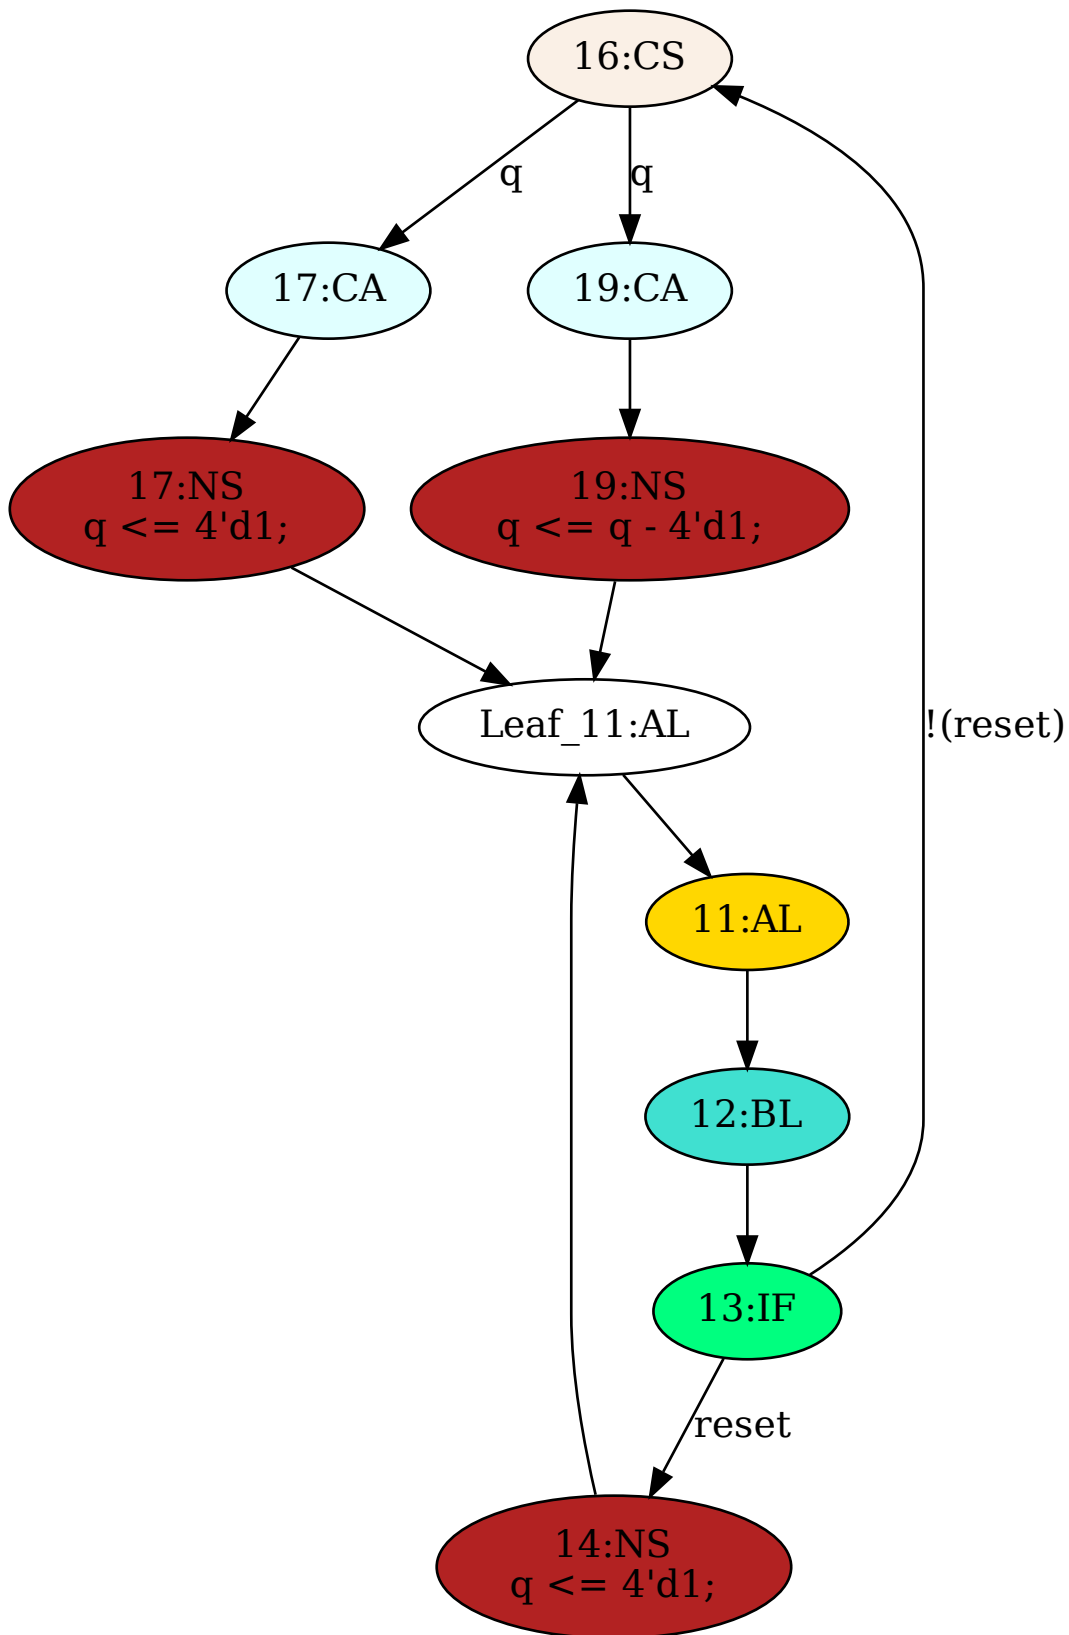 16:CS
q
q
17:CA
19:CA
17:NS
q <= 4'd1;
19:NS
q <= q - 4'd1;
Leaf_11:AL
!(reset)
11:AL
12:BL
13:IF
reset
14:NS
q <= 4'd1;